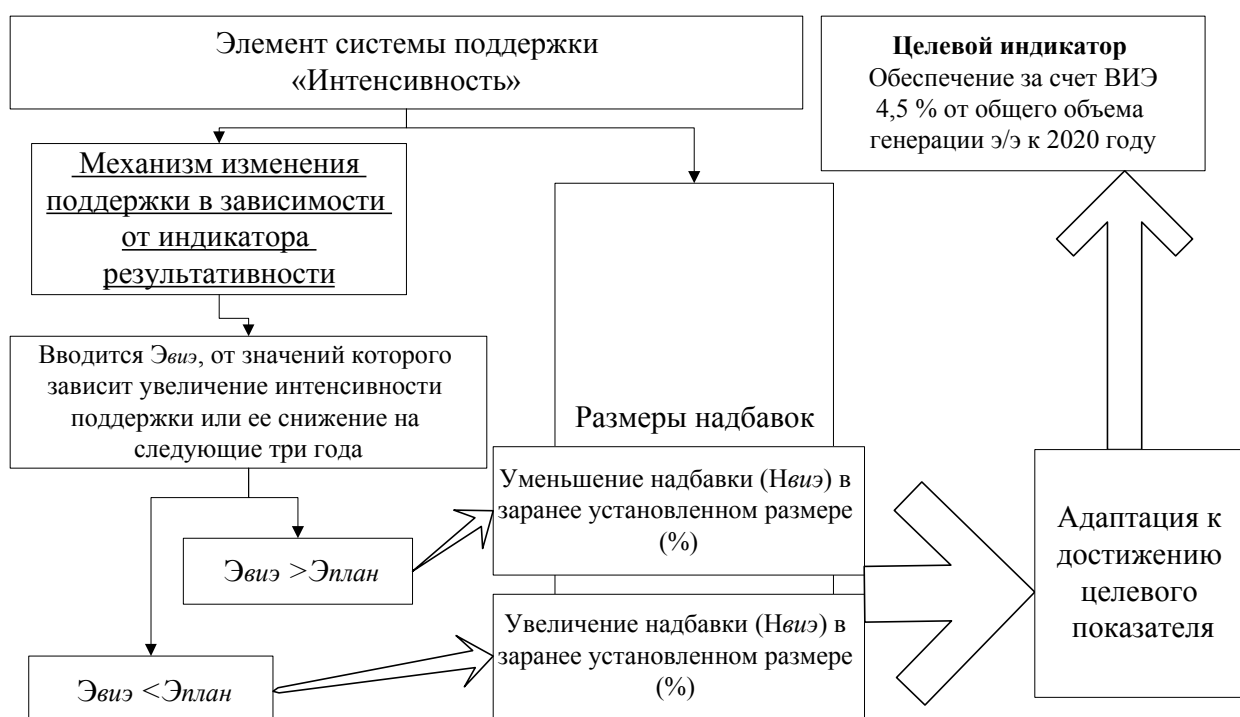 Элемент системы поддержки
«Интенсивность»
Целевой индикатор
Обеспечение за счет ВИЭ
4,5 % от общего объема
генерации э/э к 2020 году
Механизм изменения
поддержки в зависимости
от индикатора
результативности
Вводится Эвиэ, от значений которого
зависит увеличение интенсивности
поддержки или ее снижение на
следующие три года
Размеры надбавок
Уменьшение надбавки (Нвиэ) в
заранее установленном размере
(%)
Эвиэ >Эплан
Увеличение надбавки (Нвиэ) в
заранее установленном размере
(%)
Эвиэ <Эплан
Адаптация к
достижению
целевого
показателя